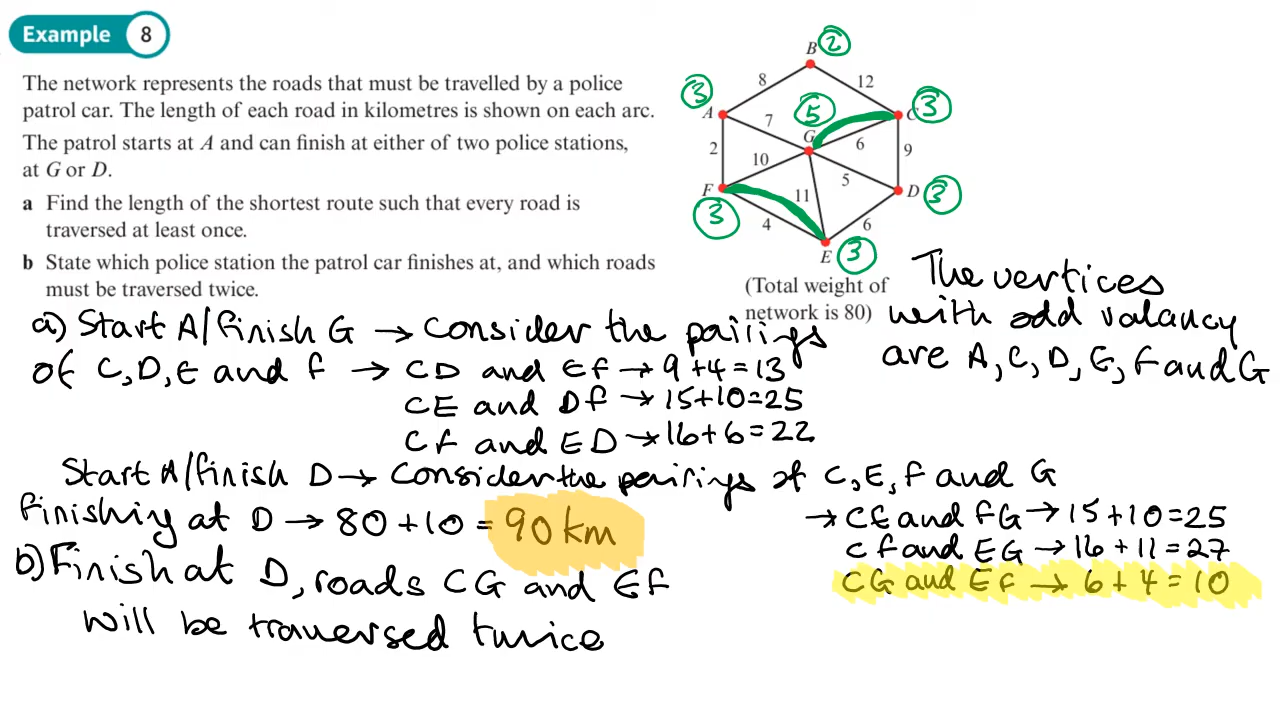 Example 8
The network represents the roads that must be travelled by a police
patrol car. The length of each road in kilometres is shown on each arc.
The patrol starts at A and can finish at either of two police stations,
at G or D.
a Find the length of the shortest route such that every road is
traversed at least once.
b State which police station the patrol car finishes at, and which roads
must be traversed twice.
B ②
8 12
③ A ⑤ C ③
7 G 6
2 10 9
F 11 5 D ③
③ 4 6
E ③
(Total weight of
network is 80)
The vertices
with odd valancy
are A, C, D, E, F and G
a) Start A/finish G → consider the pairings
of C, D, E and F → CD and EF → 9+4=13
CE and DF → 15+10=25
CF and ED → 16+6=22
Start A/finish D → consider the pairings of C, E, F and G
→ CE and FG → 15+10=25
CF and EG → 16+11=27
CG and EF → 6+4=10
finishing at D → 80+10 = 90 km
b) Finish at D, roads CG and EF
will be traversed twice